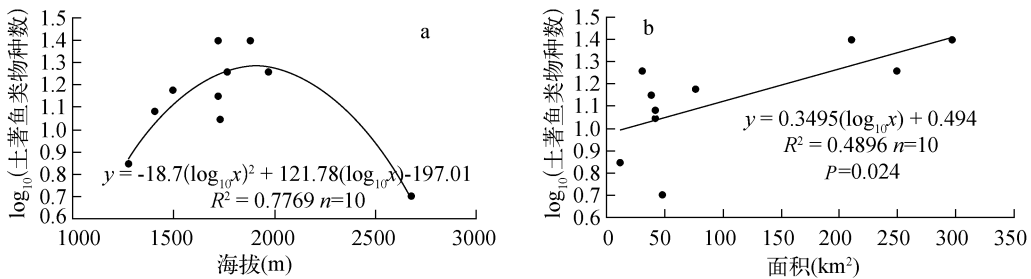 a
log₁₀(土著鱼类物种数)
1.5
1.4
1.3
1.2
1.1
1.0
0.9
0.8
0.7
0.6
y = -18.7(log₁₀x)² + 121.78(log₁₀x)-197.01
R² = 0.7769 n=10
1000 1500 2000 2500 3000
海拔(m)
b
log₁₀(土著鱼类物种数)
1.5
1.4
1.3
1.2
1.1
1.0
0.9
0.8
0.7
0.6
y = 0.3495(log₁₀x) + 0.494
R² = 0.4896 n=10
P=0.024
0 50 100 150 200 250 300 350
面积(km²)